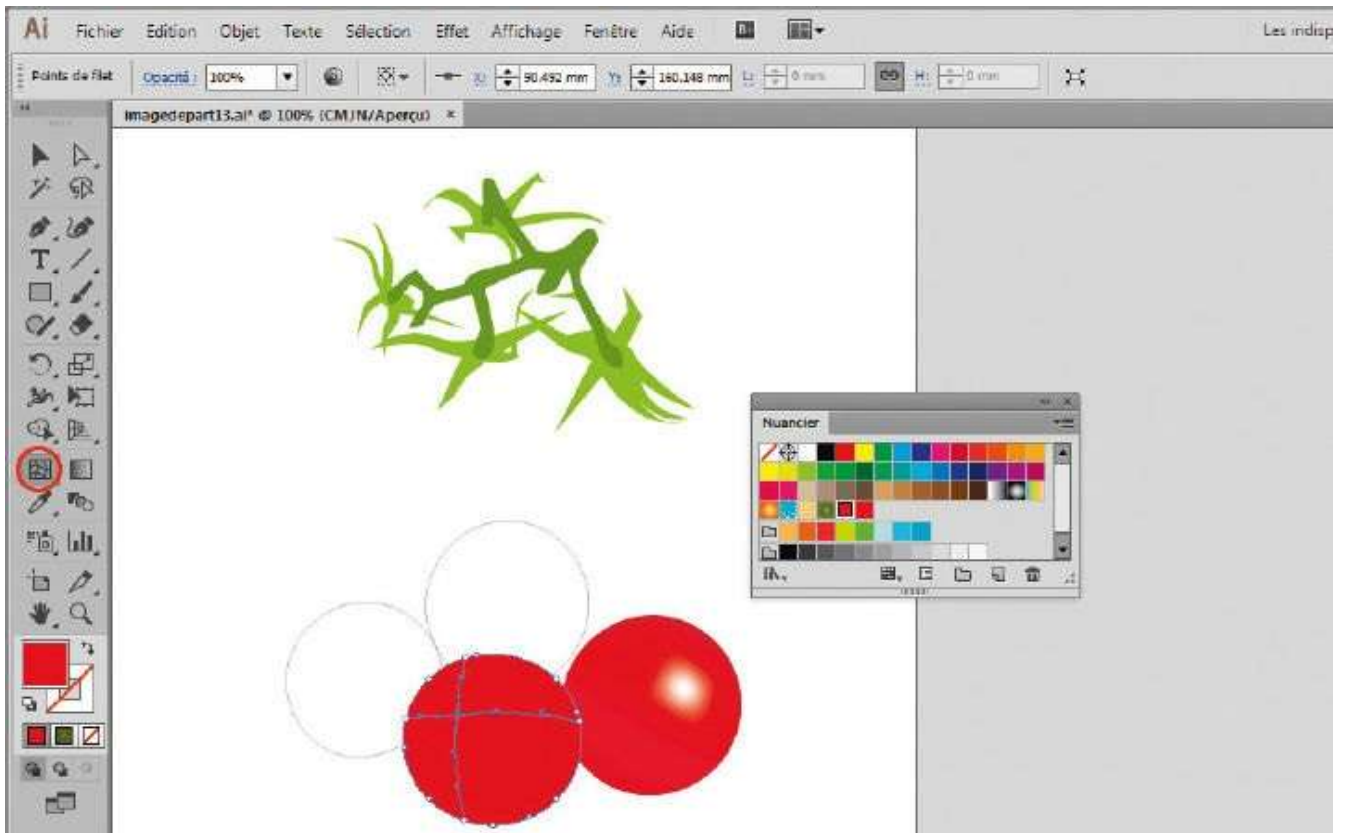 Ai Fichier Edition Objet Texte Sélection Effet Affichage Fenêtre Aide Br Les indisp
Points de filet Opacité : 100% X: 90.492 mm Y: 160.148 mm L: 0 mm H: 0 mm
imagedepart13.ai* @ 100% (CMJN/Aperçu) ×
Nuancier